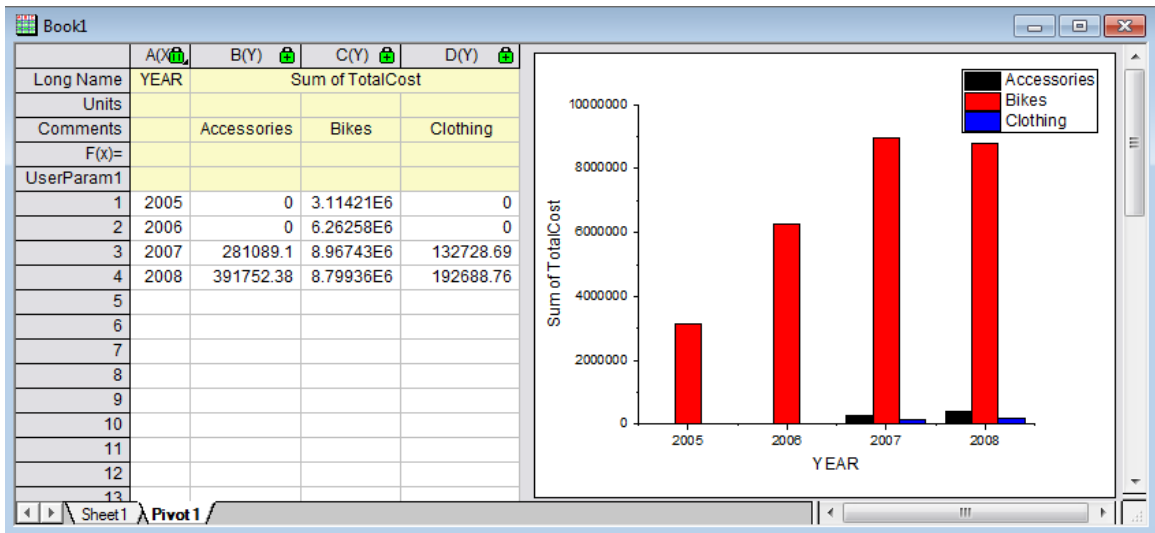 Book1
A(X) B(Y) C(Y) D(Y)
Long Name YEAR Sum of TotalCost
Units
Comments Accessories Bikes Clothing
F(x)=
UserParam1
1 2005 0 3.11421E6 0
2 2006 0 6.26258E6 0
3 2007 281089.1 8.96743E6 132728.69
4 2008 391752.38 8.79936E6 192688.76
5
6
7
8
9
10
11
12
13
Sheet1 Pivot1
Accessories
Bikes
Clothing
10000000
8000000
6000000
4000000
2000000
0
Sum of TotalCost
2005 2006 2007 2008
YEAR